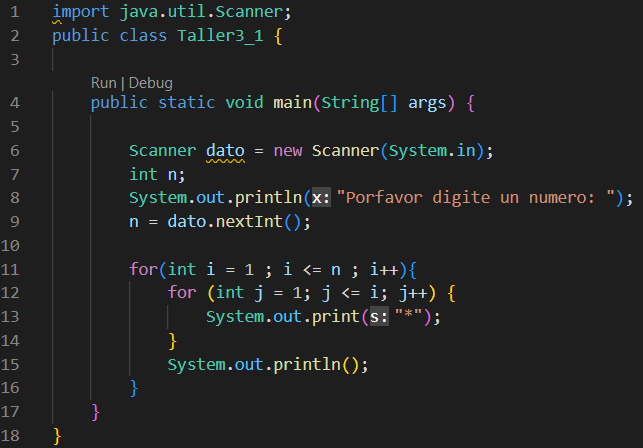 1 import java.util.Scanner;
2 public class Taller3_1 {
3
Run | Debug
4 public static void main(String[] args) {
5
6 Scanner dato = new Scanner(System.in);
7 int n;
8 System.out.println(x: "Porfavor digite un numero: ");
9 n = dato.nextInt();
10
11 for(int i = 1 ; i <= n ; i++){
12 for (int j = 1; j <= i; j++) {
13 System.out.print(s: "*");
14 }
15 System.out.println();
16 }
17 }
18 }